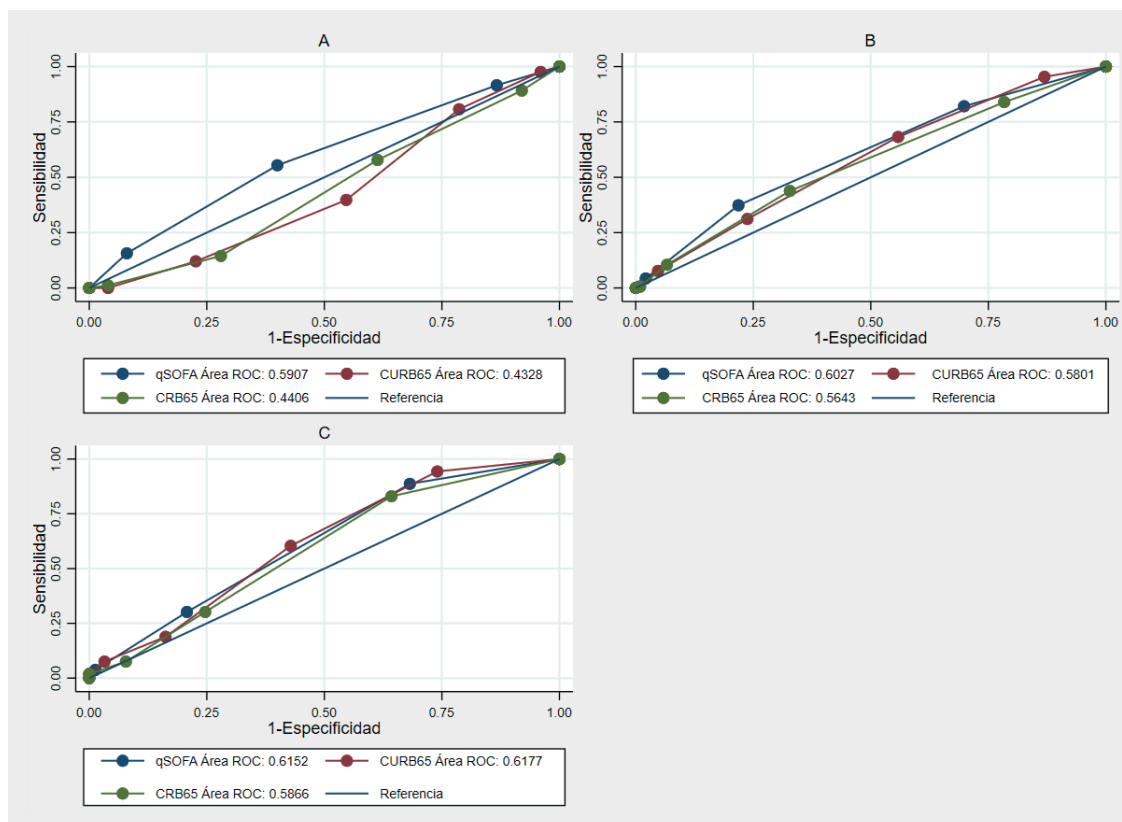 A
Sensibilidad
1.00
0.75
0.50
0.25
0.00
0.00 0.25 0.50 0.75 1.00
1-Especificidad
qSOFA Área ROC: 0.5907 CURB65 Área ROC: 0.4328
CRB65 Área ROC: 0.4406 Referencia
B
Sensibilidad
1.00
0.75
0.50
0.25
0.00
0.00 0.25 0.50 0.75 1.00
1-Especificidad
qSOFA Área ROC: 0.6027 CURB65 Área ROC: 0.5801
CRB65 Área ROC: 0.5643 Referencia
C
Sensibilidad
1.00
0.75
0.50
0.25
0.00
0.00 0.25 0.50 0.75 1.00
1-Especificidad
qSOFA Área ROC: 0.6152 CURB65 Área ROC: 0.6177
CRB65 Área ROC: 0.5866 Referencia